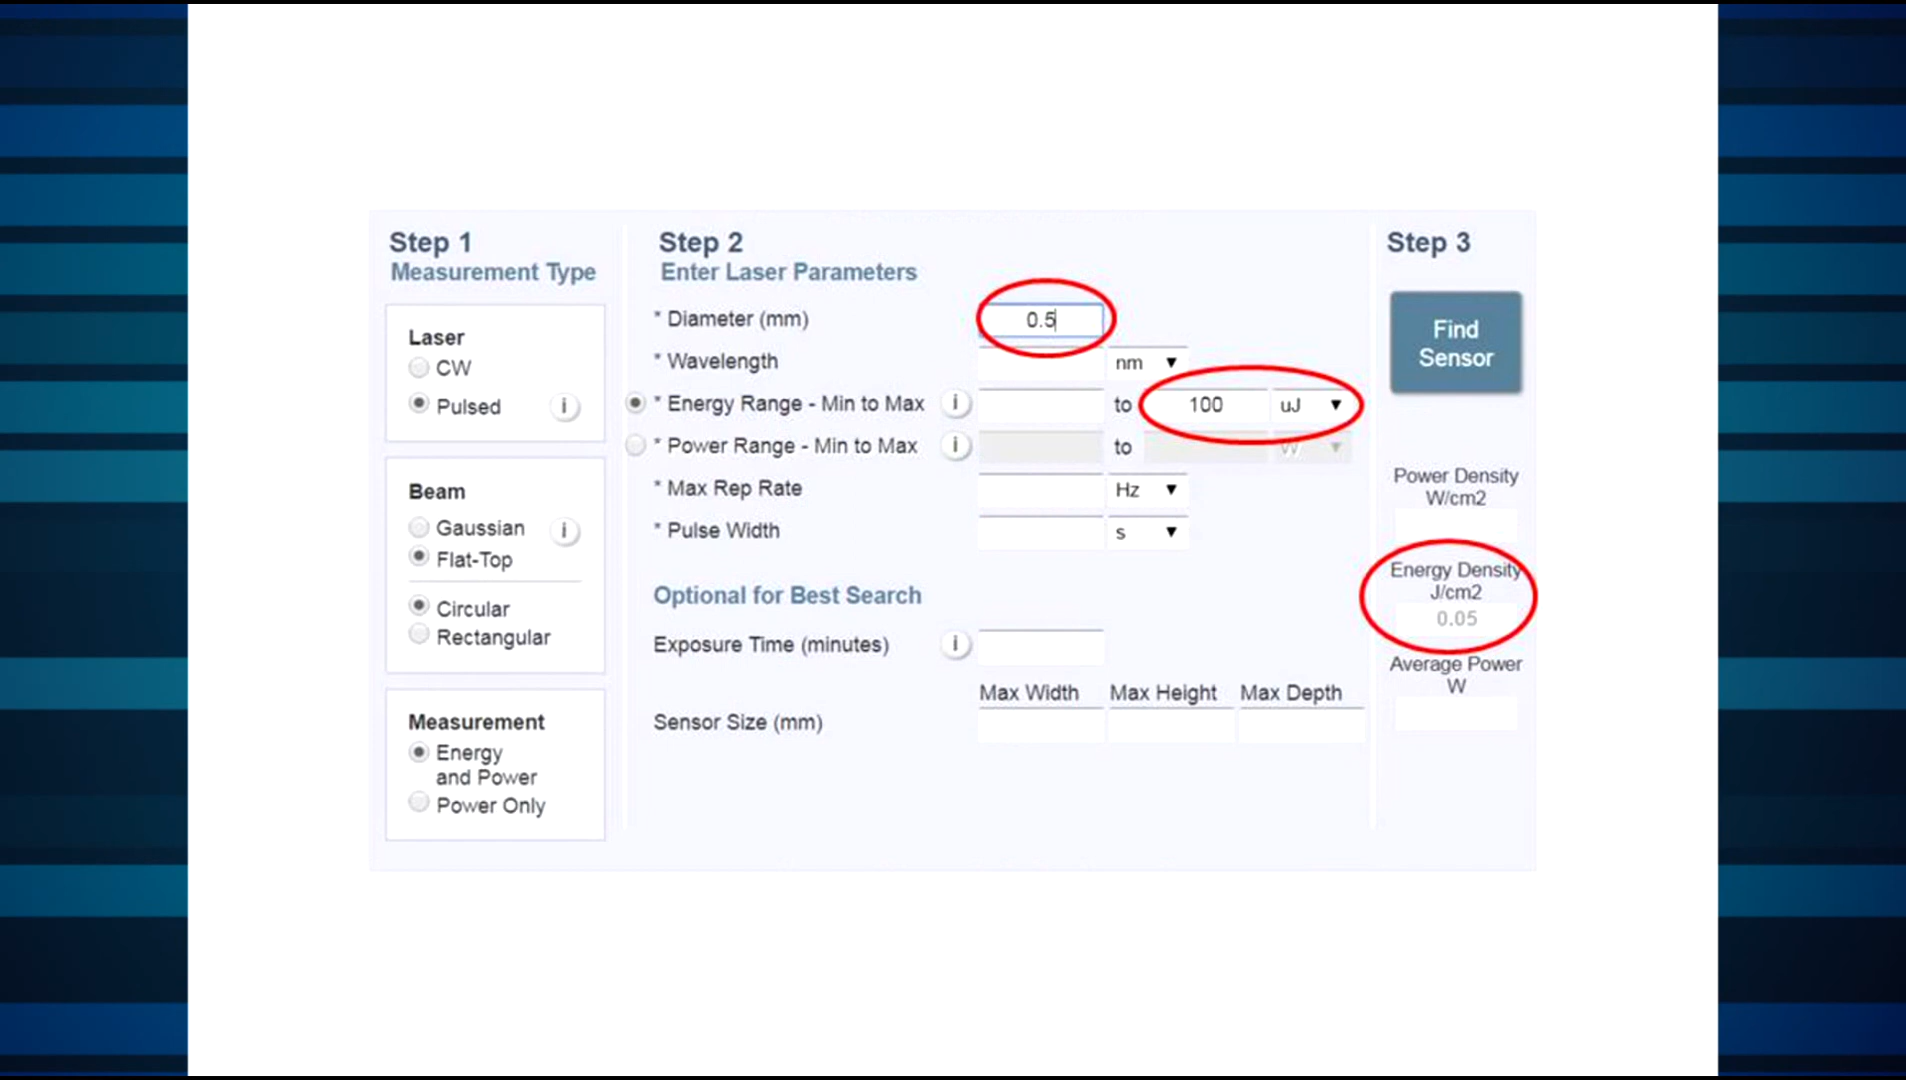 Step 1
Measurement Type
Laser
CW
Pulsed i
Beam
Gaussian i
Flat-Top
Circular
Rectangular
Measurement
Energy
and Power
Power Only
Step 2
Enter Laser Parameters
* Diameter (mm) 0.5
* Wavelength nm
* Energy Range - Min to Max i to 100 uJ
* Power Range - Min to Max i to W
* Max Rep Rate Hz
* Pulse Width s
Optional for Best Search
Exposure Time (minutes) i
Max Width Max Height Max Depth
Sensor Size (mm)
Step 3
Find
Sensor
Power Density
W/cm2
Energy Density
J/cm2
0.05
Average Power
W